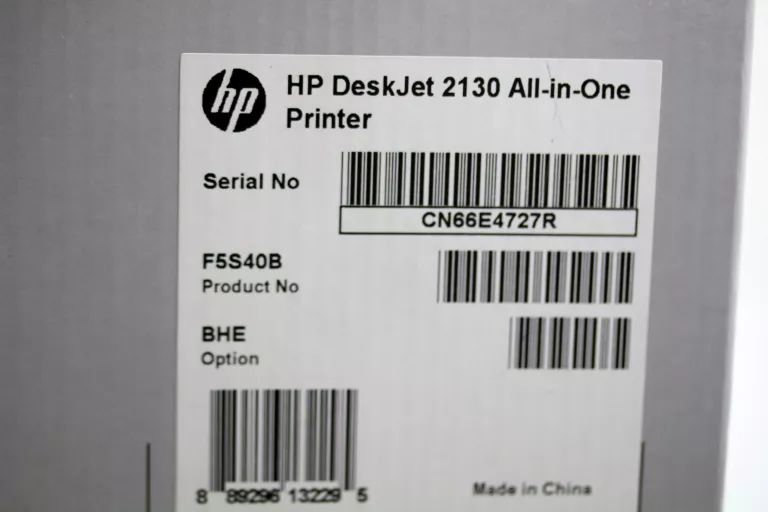 hp
HP DeskJet 2130 All-in-One
Printer
Serial No
CN66E4727R
F5S40B
Product No
BHE
Option
8 89296 13229 5
Made in China